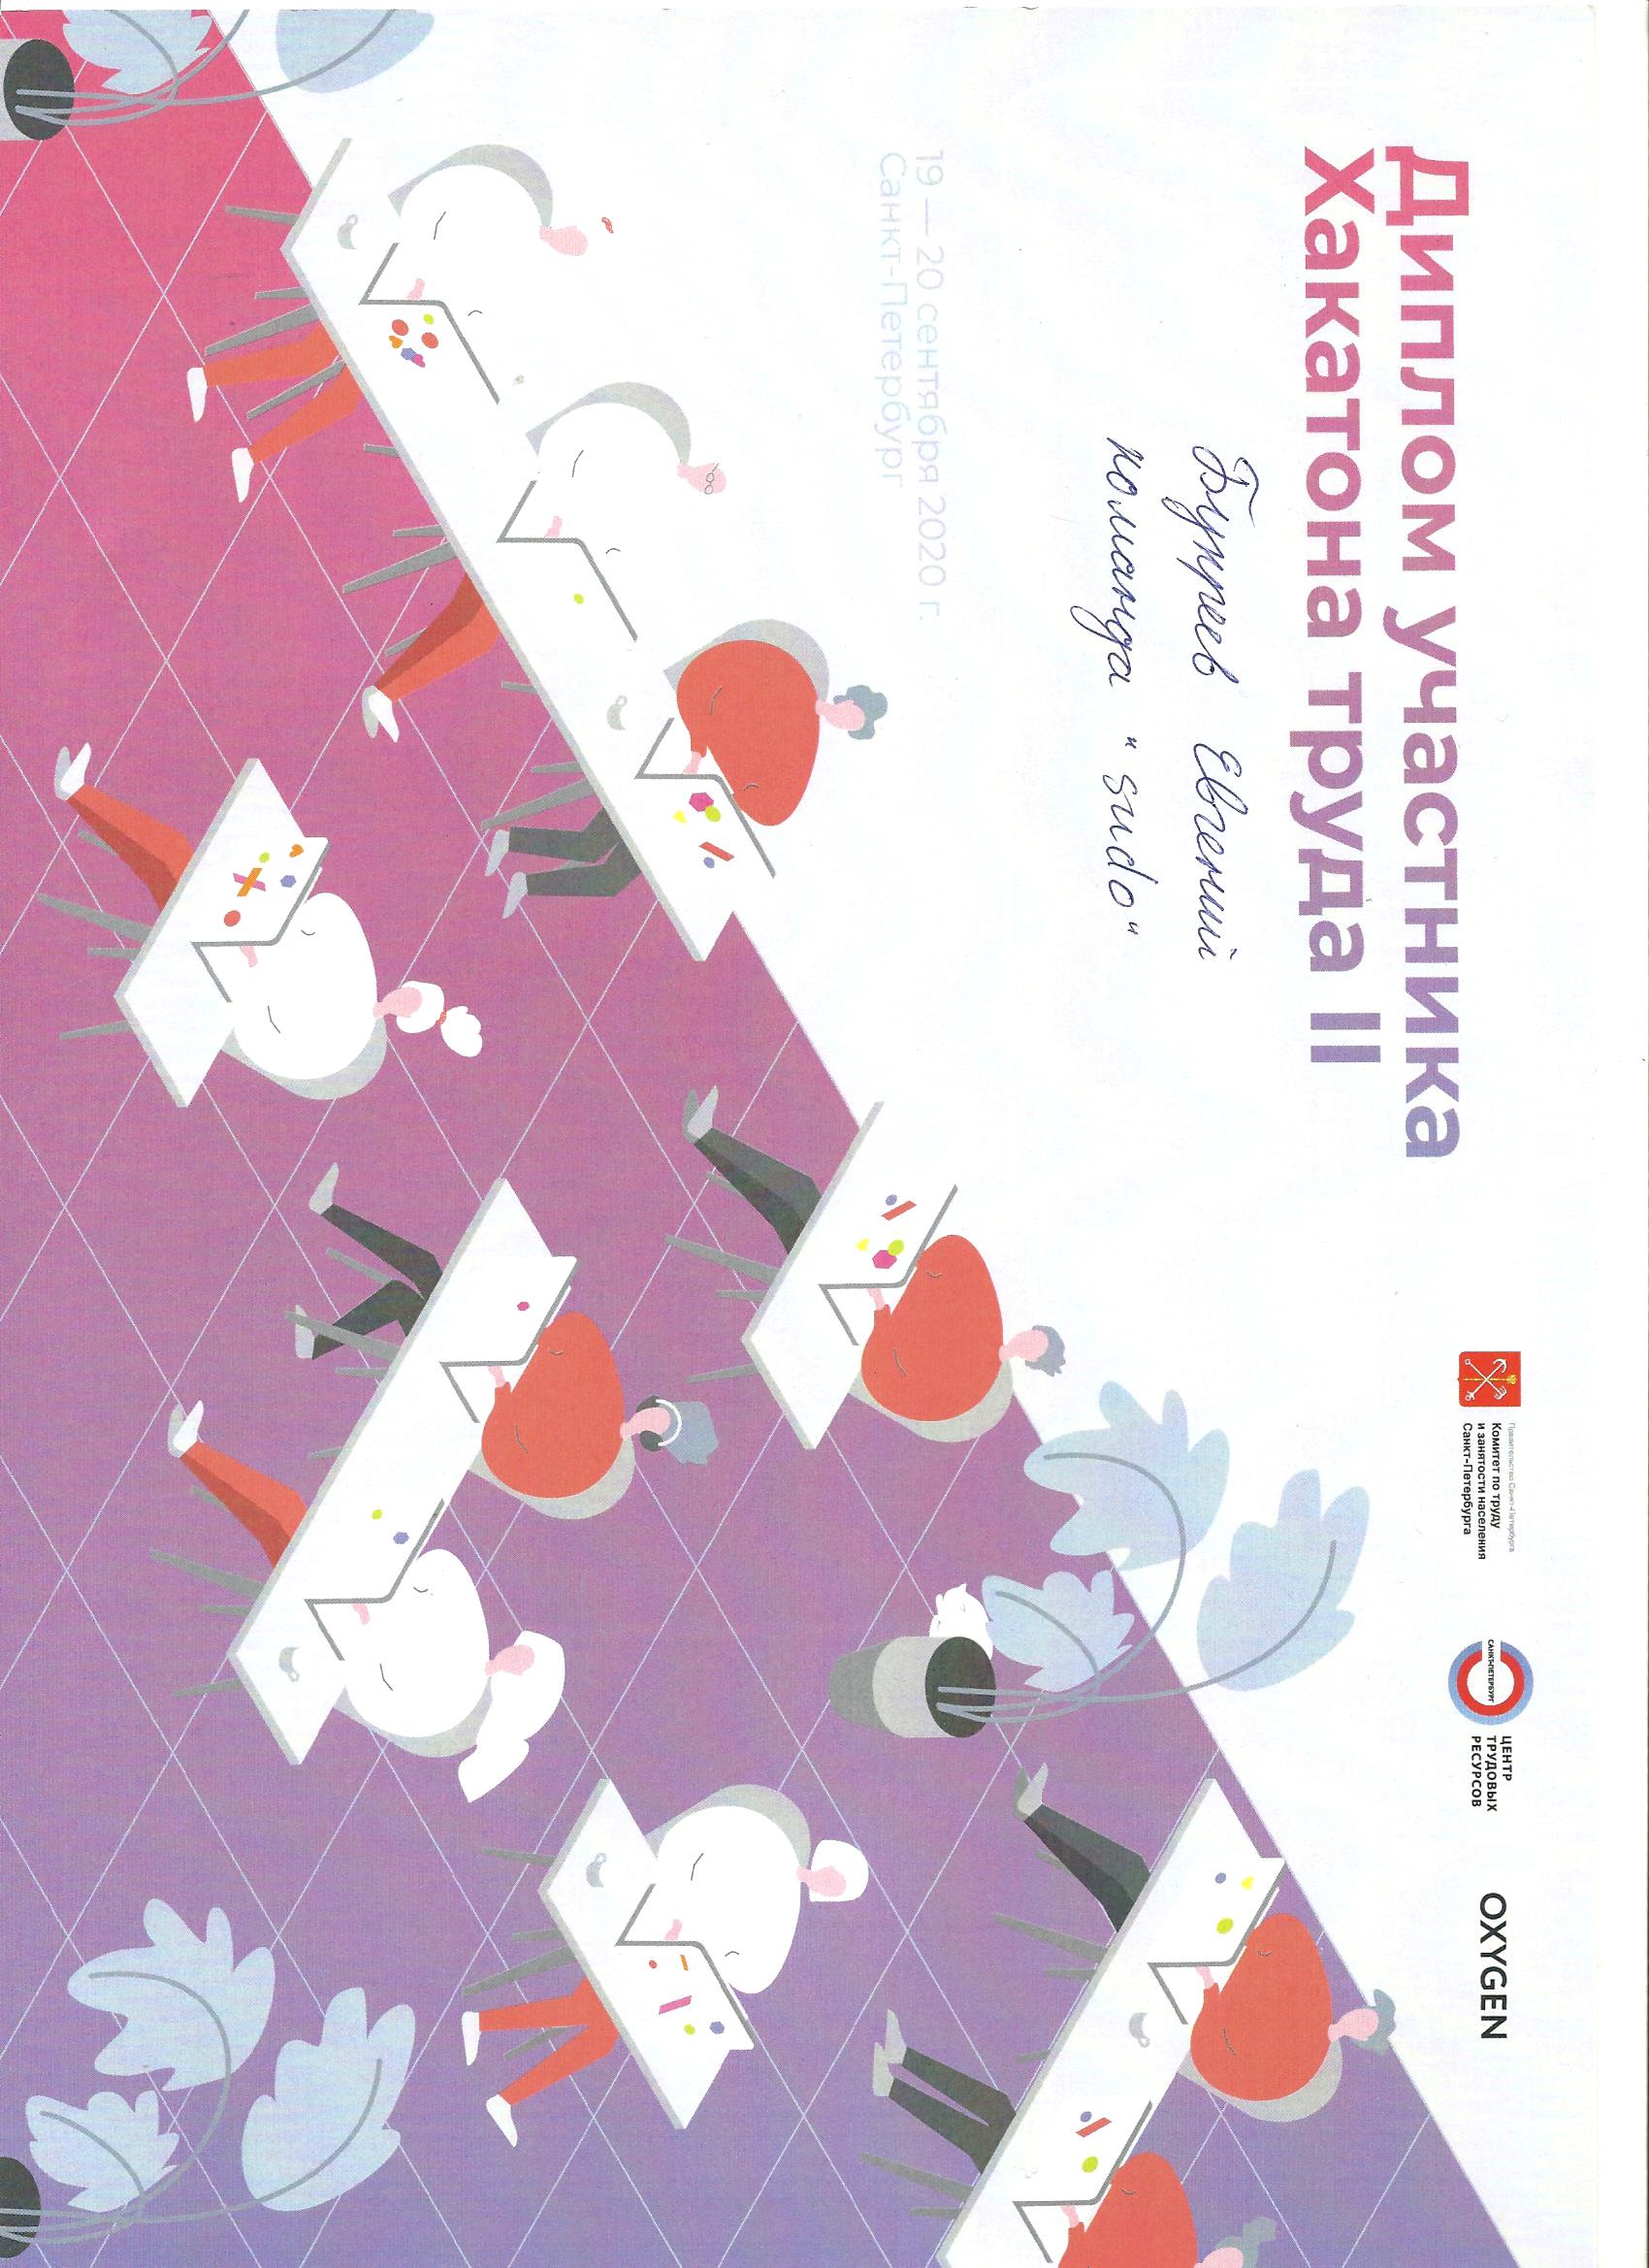 Правительство Санкт-Петербурга
Комитет по труду
и занятости населения
Санкт-Петербурга
САНКТ-ПЕТЕРБУРГ
ЦЕНТР
ТРУДОВЫХ
РЕСУРСОВ
OXYGEN
Диплом участника
Хакатона труда II
Букреев Евгений
команда "sudo"
19 — 20 сентября 2020 г.
Санкт-Петербург